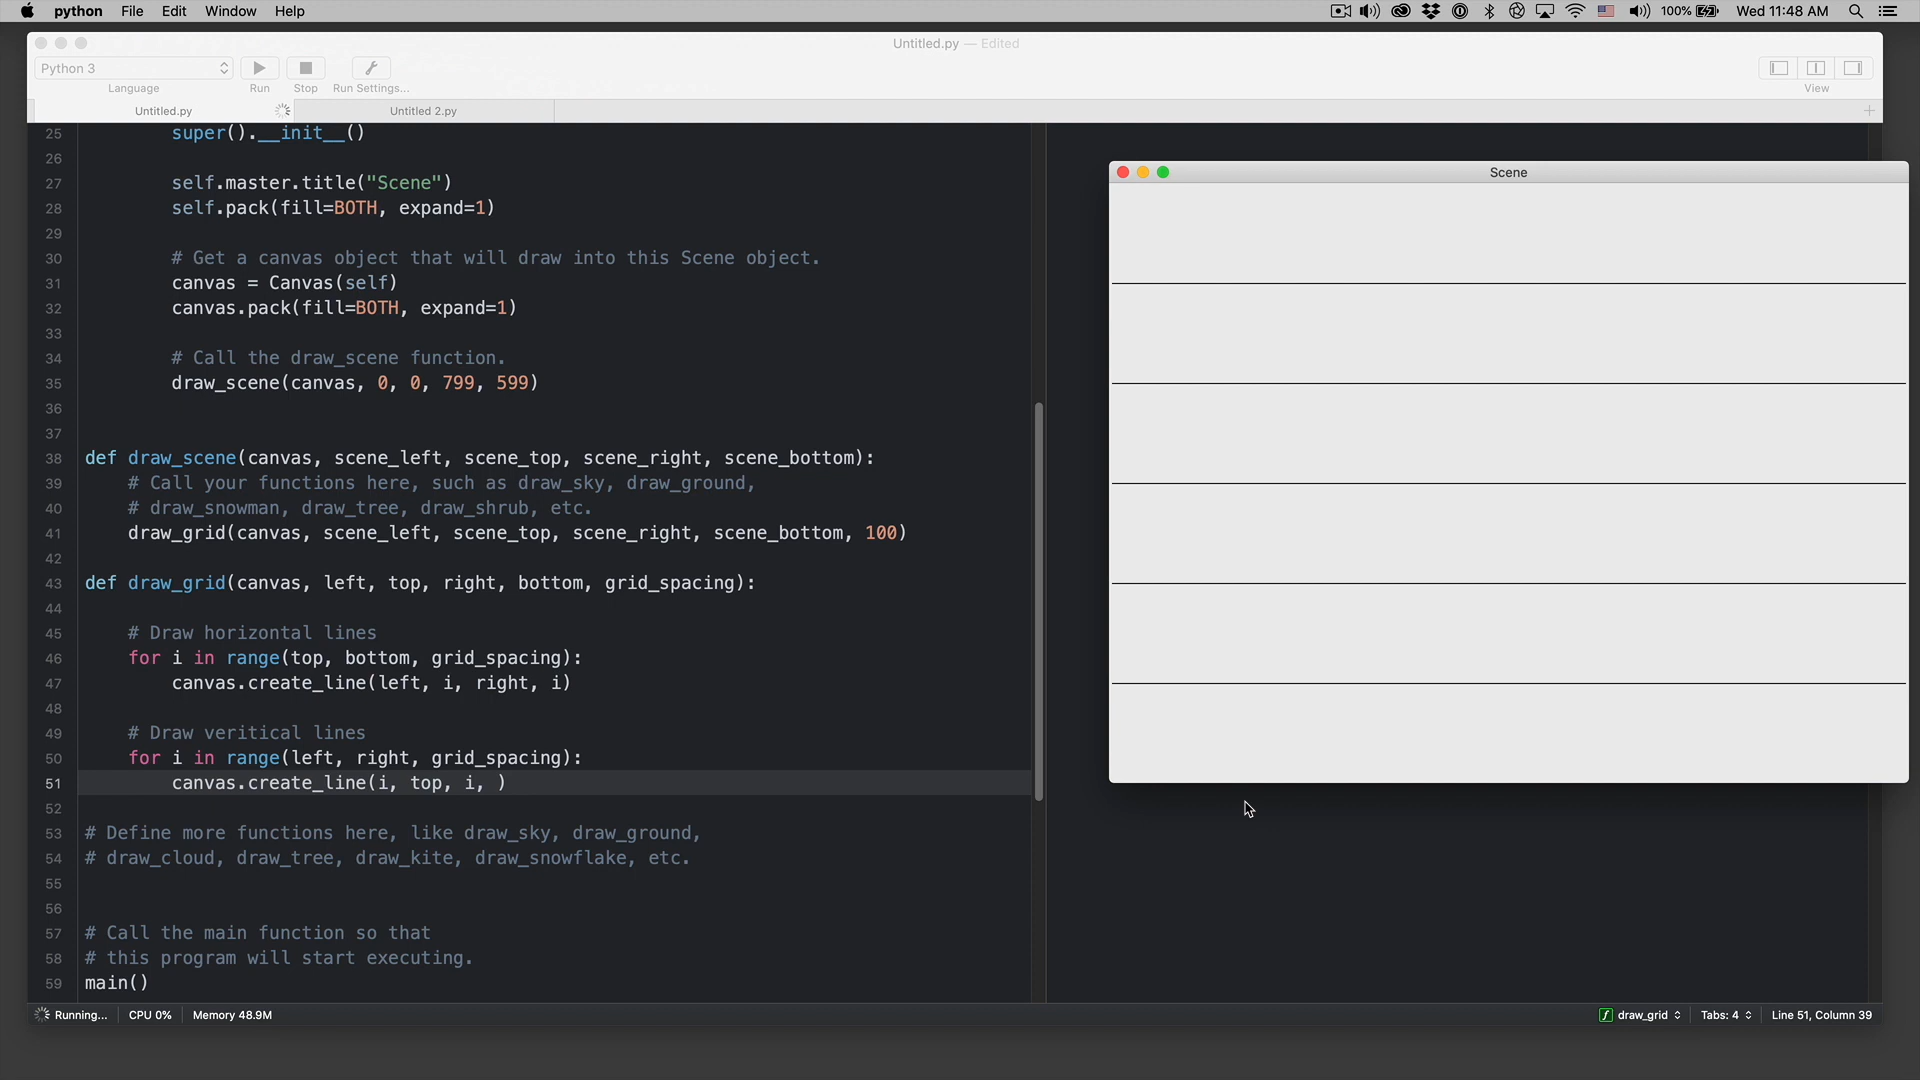 python File Edit Window Help 100% Wed 11:48 AM
Untitled.py — Edited
Python 3
Language Run Stop Run Settings... View
Untitled.py Untitled 2.py
25 super().__init__()
26
27 self.master.title("Scene")
28 self.pack(fill=BOTH, expand=1)
29
30 # Get a canvas object that will draw into this Scene object.
31 canvas = Canvas(self)
32 canvas.pack(fill=BOTH, expand=1)
33
34 # Call the draw_scene function.
35 draw_scene(canvas, 0, 0, 799, 599)
36
37
38 def draw_scene(canvas, scene_left, scene_top, scene_right, scene_bottom):
39 # Call your functions here, such as draw_sky, draw_ground,
40 # draw_snowman, draw_tree, draw_shrub, etc.
41 draw_grid(canvas, scene_left, scene_top, scene_right, scene_bottom, 100)
42
43 def draw_grid(canvas, left, top, right, bottom, grid_spacing):
44
45 # Draw horizontal lines
46 for i in range(top, bottom, grid_spacing):
47 canvas.create_line(left, i, right, i)
48
49 # Draw veritical lines
50 for i in range(left, right, grid_spacing):
51 canvas.create_line(i, top, i, )
52
53 # Define more functions here, like draw_sky, draw_ground,
54 # draw_cloud, draw_tree, draw_kite, draw_snowflake, etc.
55
56
57 # Call the main function so that
58 # this program will start executing.
59 main()
Scene
Running... CPU 0% Memory 48.9M draw_grid Tabs: 4 Line 51, Column 39